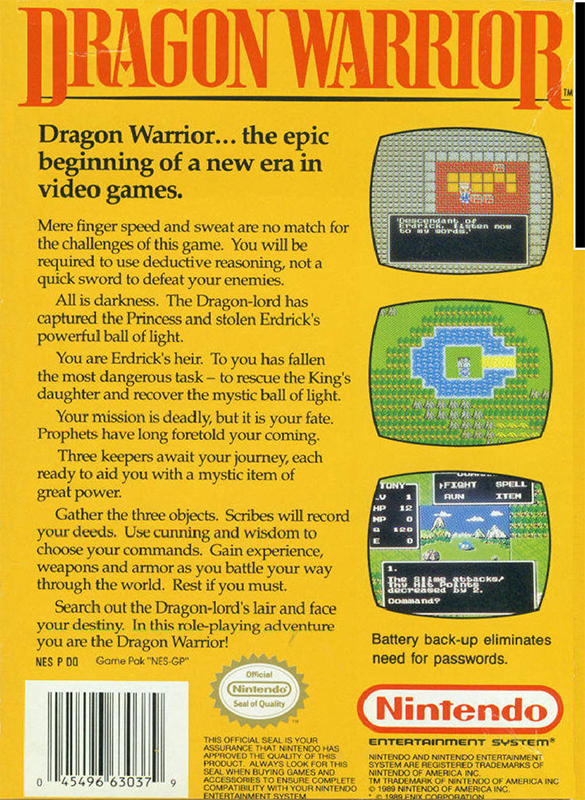 DRAGON WARRIOR™
Dragon Warrior... the epic
beginning of a new era in
video games.
Mere finger speed and sweat are no match for
the challenges of this game. You will be
required to use deductive reasoning, not a
quick sword to defeat your enemies.
All is darkness. The Dragon-lord has
captured the Princess and stolen Erdrick's
powerful ball of light.
You are Erdrick's heir. To you has fallen
the most dangerous task – to rescue the King's
daughter and recover the mystic ball of light.
Your mission is deadly, but it is your fate.
Prophets have long foretold your coming.
Three keepers await your journey, each
ready to aid you with a mystic item of
great power.
Gather the three objects. Scribes will record
your deeds. Use cunning and wisdom to
choose your commands. Gain experience,
weapons and armor as you battle your way
through the world. Rest if you must.
Search out the Dragon-lord's lair and face
your destiny. In this role-playing adventure
you are the Dragon Warrior!
'Descendant of
Erdrick, listen now
to my words.'
TONY
LV 1
HP 12
MP 0
G 120
E 0
FIGHT SPELL
RUN ITEM
1.
The Slime attacks!
Thy Hit Points
decreased by 2.
Command?
Battery back-up eliminates
need for passwords.
NES P DQ Game Pak "NES-GP"
0 45496 63037 9
Official
Nintendo
Seal of Quality
THIS OFFICIAL SEAL IS YOUR
ASSURANCE THAT NINTENDO HAS
APPROVED THE QUALITY OF THIS
PRODUCT. ALWAYS LOOK FOR THIS
SEAL WHEN BUYING GAMES AND
ACCESSORIES TO ENSURE COMPLETE
COMPATIBILITY WITH YOUR NINTENDO
ENTERTAINMENT SYSTEM.
Nintendo
ENTERTAINMENT SYSTEM®
NINTENDO AND NINTENDO ENTERTAINMENT
SYSTEM ARE REGISTERED TRADEMARKS OF
NINTENDO OF AMERICA INC.
TM TRADEMARK OF NINTENDO OF AMERICA INC
© 1989 NINTENDO OF AMERICA INC.
© 1989 ENIX CORPORATION